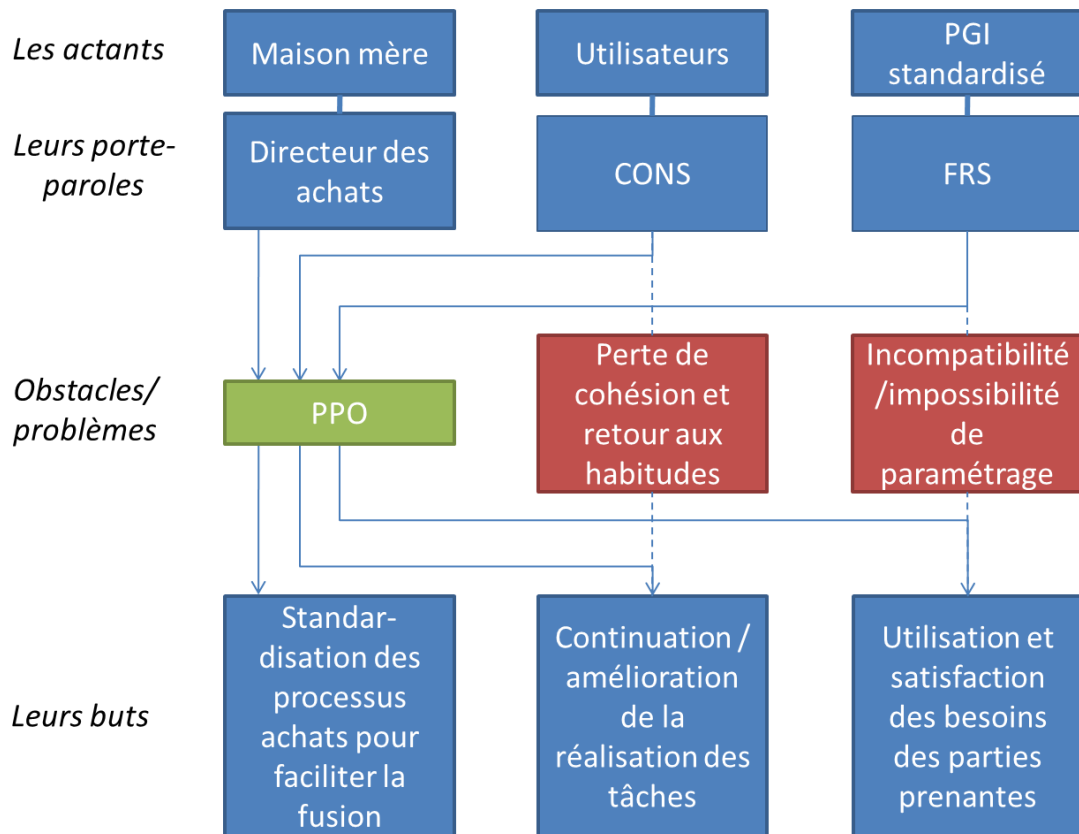 Les actants
Maison mère
Utilisateurs
PGI
standardisé
Leurs porte-
paroles
Directeur des
achats
CONS
FRS
Obstacles/
problèmes
PPO
Perte de
cohésion et
retour aux
habitudes
Incompatibilité
/impossibilité
de
paramétrage
Leurs buts
Standar-
disation des
processus
achats pour
faciliter la
fusion
Continuation /
amélioration
de la
réalisation des
tâches
Utilisation et
satisfaction
des besoins
des parties
prenantes